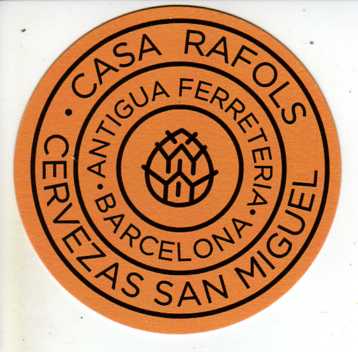 · CASA RAFOLS ·
CERVEZAS SAN MIGUEL
ANTIGUA FERRETERIA
· BARCELONA ·